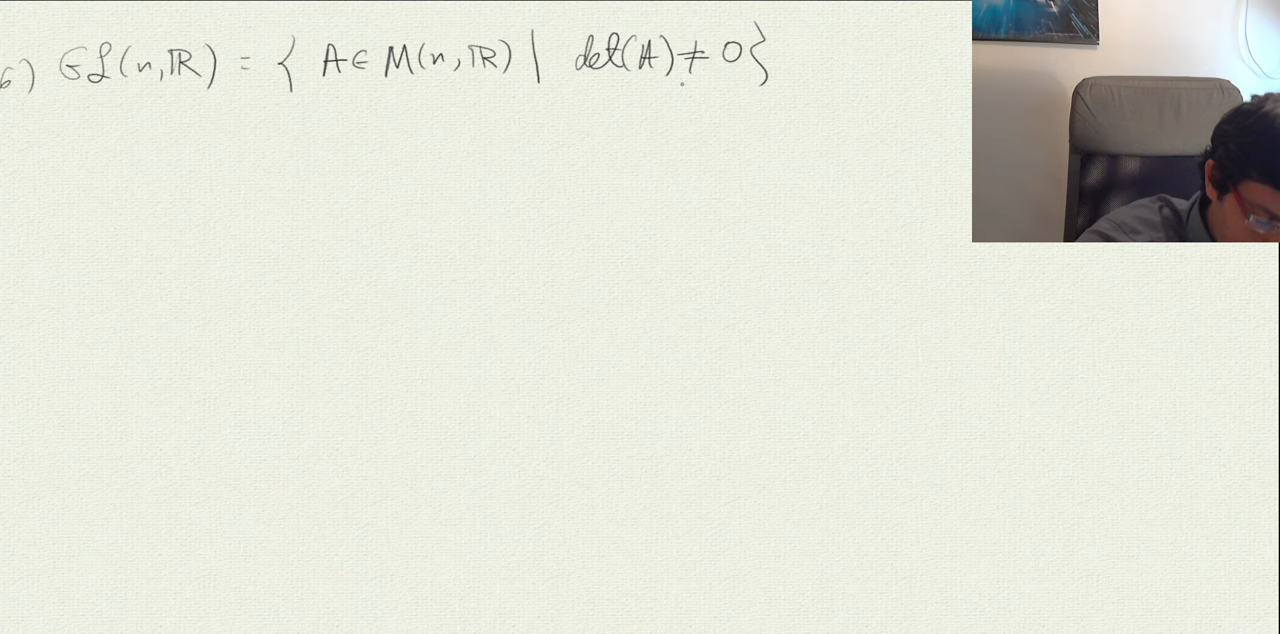 6) GL(n,ℝ) = { A ∈ M(n,ℝ) | det(A) ≠ 0}